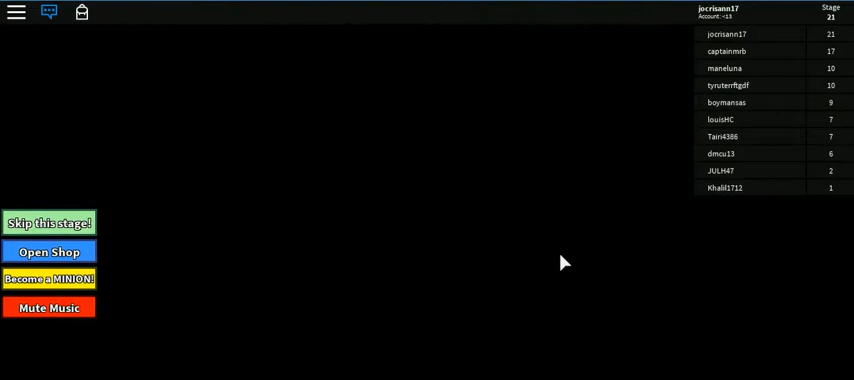 jocrisann17
Account: <13
Stage
21
jocrisann17 21
captainmrb 17
maneluna 10
tyruterrftgdf 10
boymansas 9
louisHC 7
Tairi4386 7
dmcu13 6
JULH47 2
Khalil1712 1
Skip this stage!
Open Shop
Become a MINION!
Mute Music